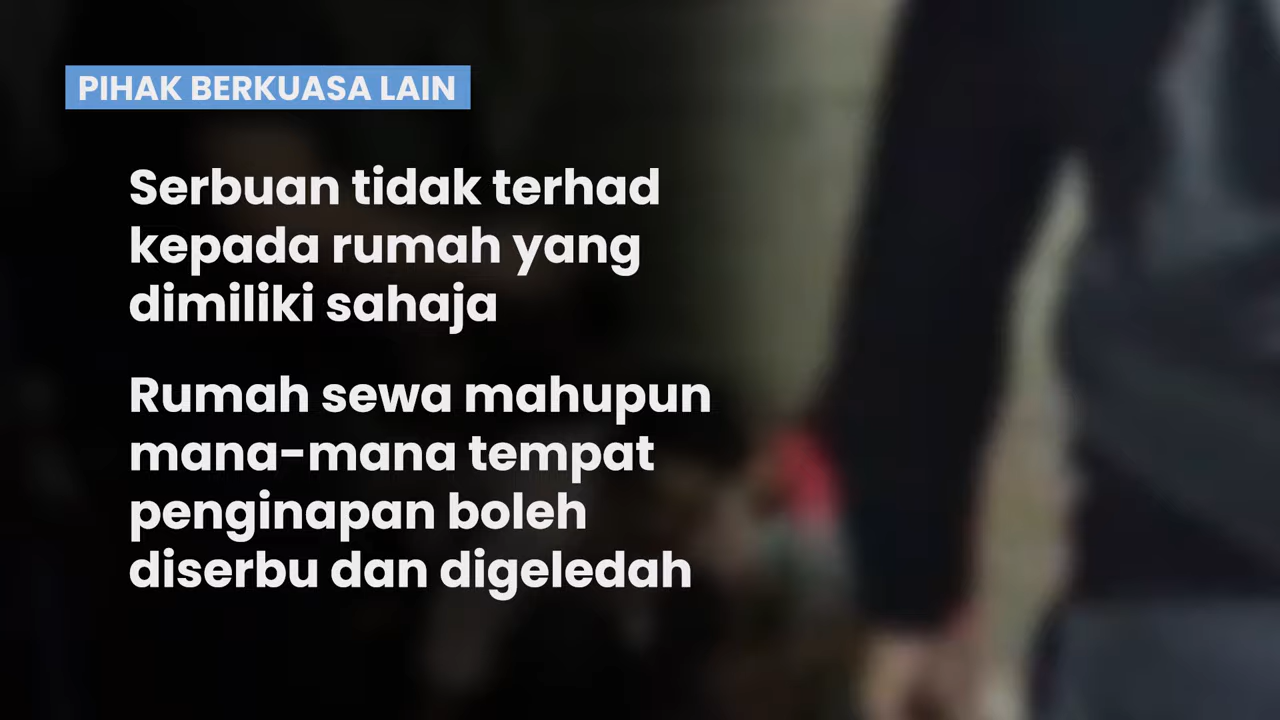 PIHAK BERKUASA LAIN
Serbuan tidak terhad
kepada rumah yang
dimiliki sahaja
Rumah sewa mahupun
mana-mana tempat
penginapan boleh
diserbu dan digeledah